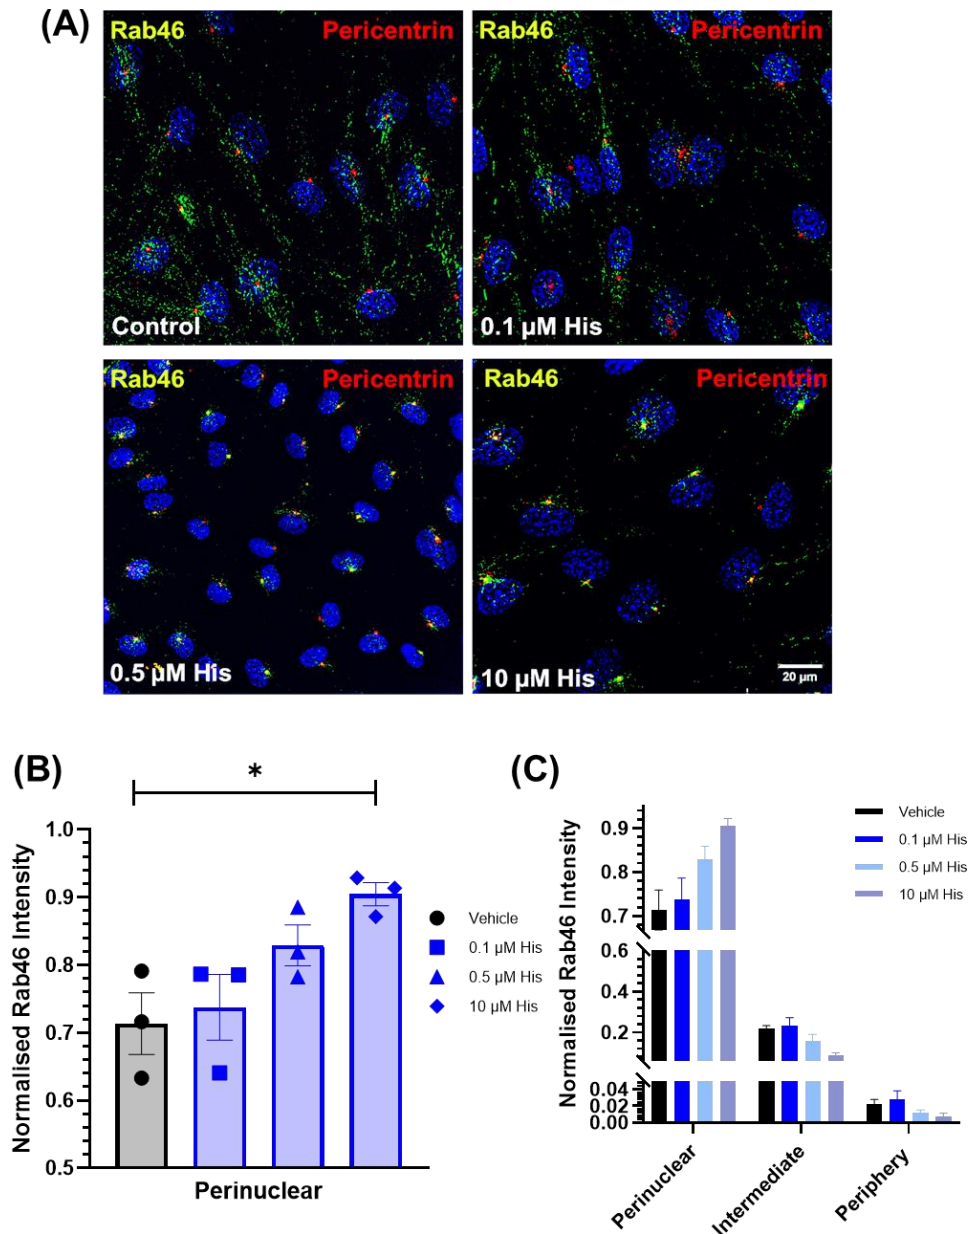 (A)
Rab46 Pericentrin
Control
Rab46 Pericentrin
0.1 µM His
Rab46 Pericentrin
0.5 µM His
Rab46 Pericentrin
10 µM His
20 µm
(B)
*
Normalised Rab46 Intensity
1.0
0.9
0.8
0.7
0.6
0.5
Perinuclear
Vehicle
0.1 µM His
0.5 µM His
10 µM His
(C)
Normalised Rab46 Intensity
0.9
0.8
0.7
0.6
0.2
0.04
0.02
0.00
Perinuclear
Intermediate
Periphery
Vehicle
0.1 µM His
0.5 µM His
10 µM His